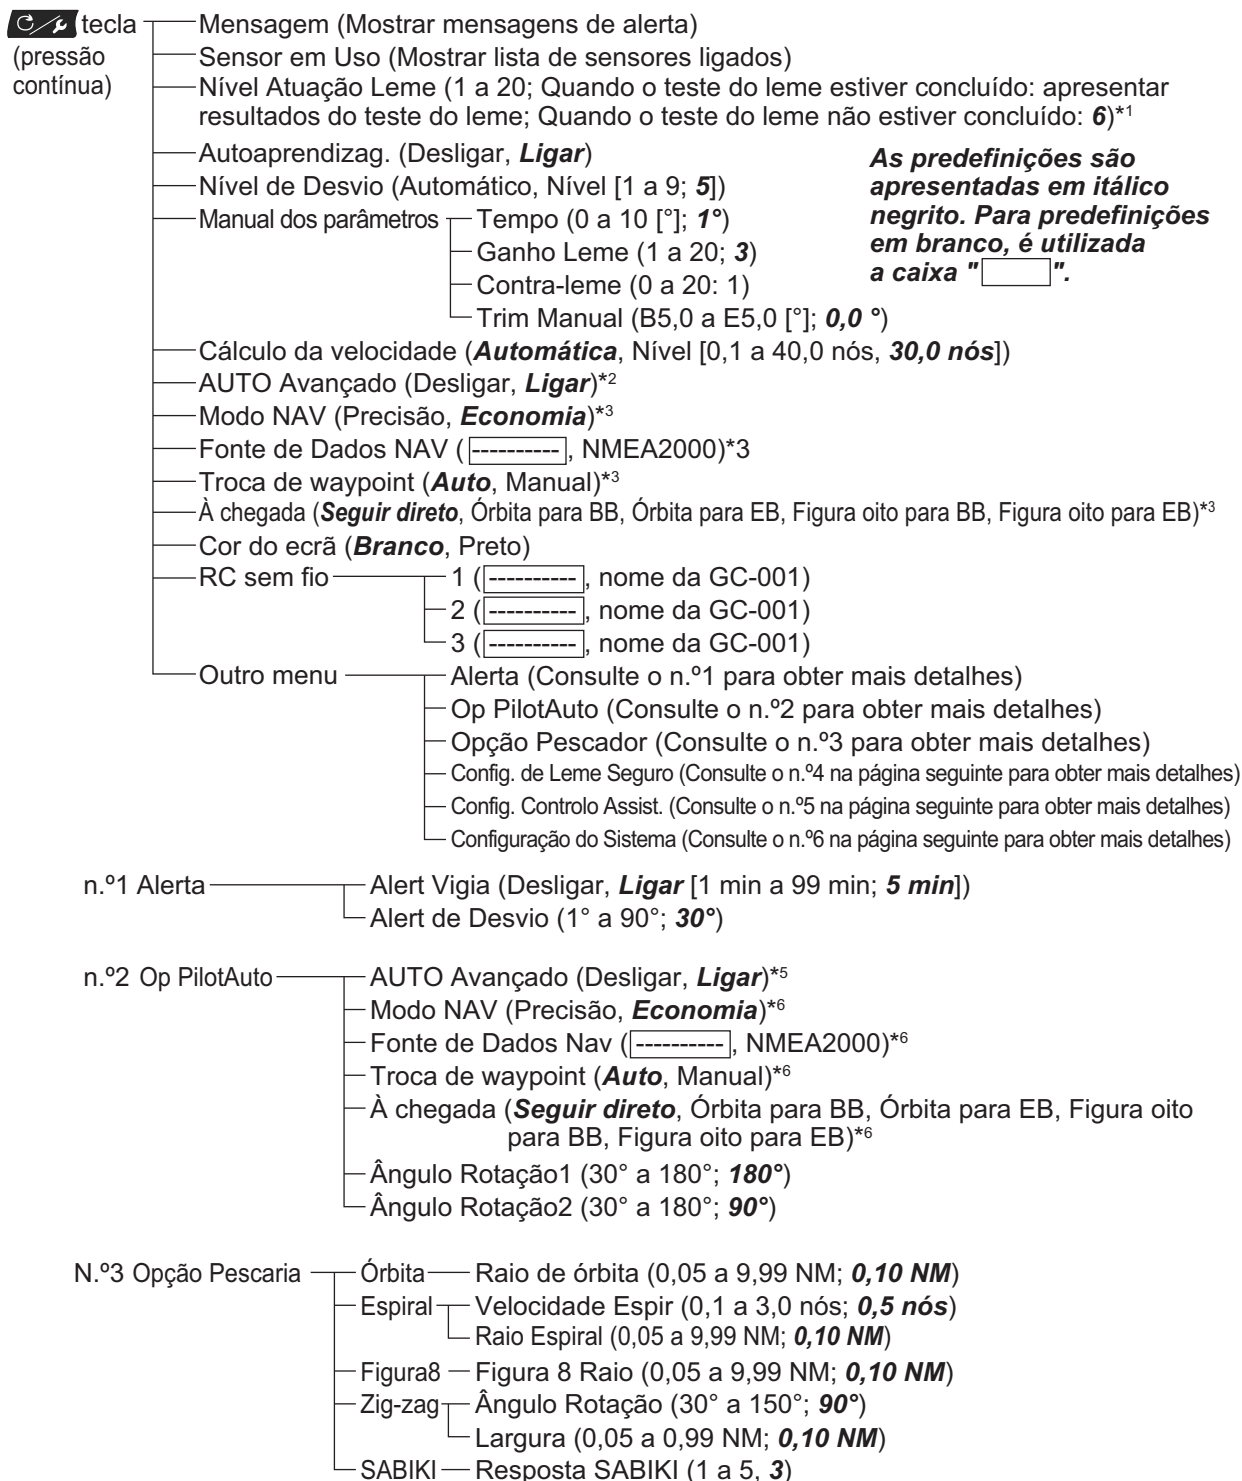 tecla
(pressão
contínua)
Mensagem (Mostrar mensagens de alerta)
Sensor em Uso (Mostrar lista de sensores ligados)
Nível Atuação Leme (1 a 20; Quando o teste do leme estiver concluído: apresentar
resultados do teste do leme; Quando o teste do leme não estiver concluído: 6)*1
Autoaprendizag. (Desligar, Ligar)
Nível de Desvio (Automático, Nível [1 a 9; 5])
As predefinições são
apresentadas em itálico
negrito. Para predefinições
em branco, é utilizada
a caixa " ".
Manual dos parâmetros
Tempo (0 a 10 [°]; 1°)
Ganho Leme (1 a 20; 3)
Contra-leme (0 a 20: 1)
Trim Manual (B5,0 a E5,0 [°]; 0,0 °)
Cálculo da velocidade (Automática, Nível [0,1 a 40,0 nós, 30,0 nós])
AUTO Avançado (Desligar, Ligar)*2
Modo NAV (Precisão, Economia)*3
Fonte de Dados NAV (----------, NMEA2000)*3
Troca de waypoint (Auto, Manual)*3
À chegada (Seguir direto, Órbita para BB, Órbita para EB, Figura oito para BB, Figura oito para EB)*3
Cor do ecrã (Branco, Preto)
RC sem fio
1 (----------, nome da GC-001)
2 (----------, nome da GC-001)
3 (----------, nome da GC-001)
Outro menu
Alerta (Consulte o n.º1 para obter mais detalhes)
Op PilotAuto (Consulte o n.º2 para obter mais detalhes)
Opção Pescador (Consulte o n.º3 para obter mais detalhes)
Config. de Leme Seguro (Consulte o n.º4 na página seguinte para obter mais detalhes)
Config. Controlo Assist. (Consulte o n.º5 na página seguinte para obter mais detalhes)
Configuração do Sistema (Consulte o n.º6 na página seguinte para obter mais detalhes)
n.º1 Alerta
Alert Vigia (Desligar, Ligar [1 min a 99 min; 5 min])
Alert de Desvio (1° a 90°; 30°)
n.º2 Op PilotAuto
AUTO Avançado (Desligar, Ligar)*5
Modo NAV (Precisão, Economia)*6
Fonte de Dados Nav (----------, NMEA2000)*6
Troca de waypoint (Auto, Manual)*6
À chegada (Seguir direto, Órbita para BB, Órbita para EB, Figura oito
para BB, Figura oito para EB)*6
Ângulo Rotação1 (30° a 180°; 180°)
Ângulo Rotação2 (30° a 180°; 90°)
N.º3 Opção Pescaria
Órbita
Raio de órbita (0,05 a 9,99 NM; 0,10 NM)
Espiral
Velocidade Espir (0,1 a 3,0 nós; 0,5 nós)
Raio Espiral (0,05 a 9,99 NM; 0,10 NM)
Figura8
Figura 8 Raio (0,05 a 9,99 NM; 0,10 NM)
Zig-zag
Ângulo Rotação (30° a 150°; 90°)
Largura (0,05 a 0,99 NM; 0,10 NM)
SABIKI
Resposta SABIKI (1 a 5, 3)